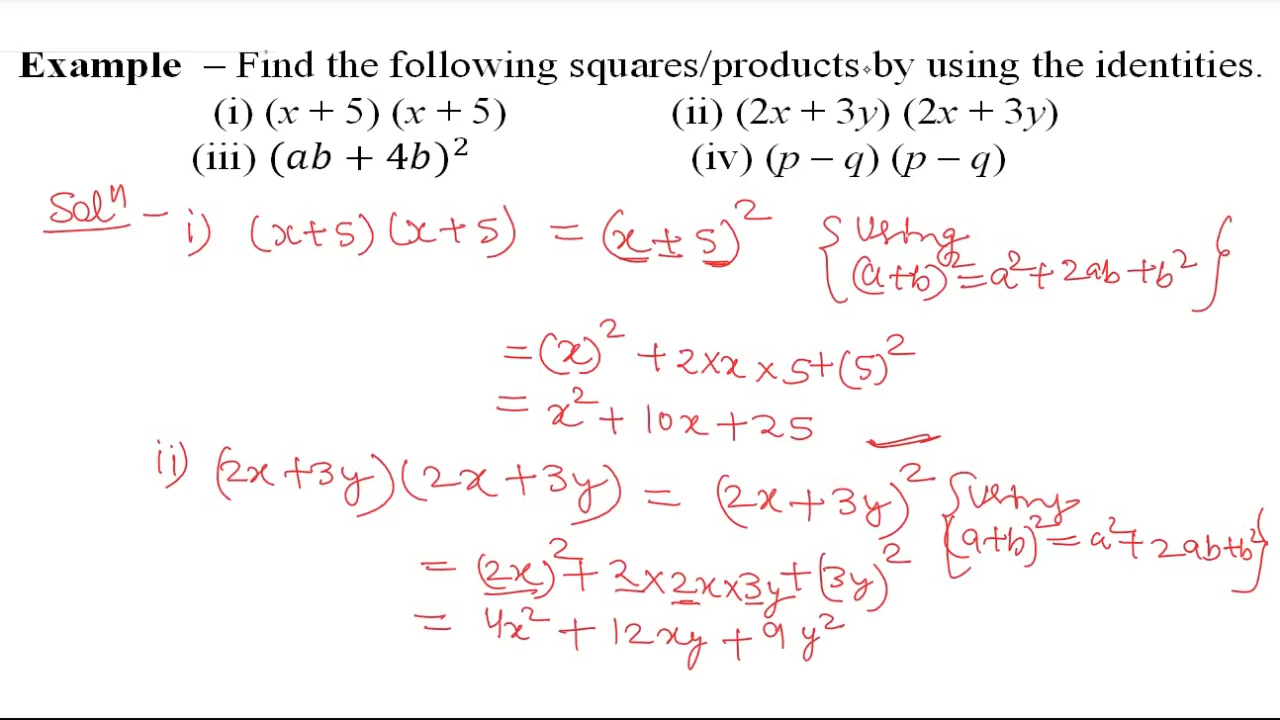 Example – Find the following squares/products by using the identities.
(i) (x + 5) (x + 5) (ii) (2x + 3y) (2x + 3y)
(iii) (ab + 4b)² (iv) (p – q) (p – q)
Solⁿ – i) (x+5)(x+5) = (x+5)² {using
(a+b)² = a²+2ab+b²}
= (x)² + 2×x×5+(5)²
= x² + 10x+25
ii) (2x+3y)(2x+3y) = (2x+3y)² {using
(a+b)² = a²+2ab+b²}
= (2x)²+2×2x×3y+(3y)²
= 4x² + 12xy + 9y²